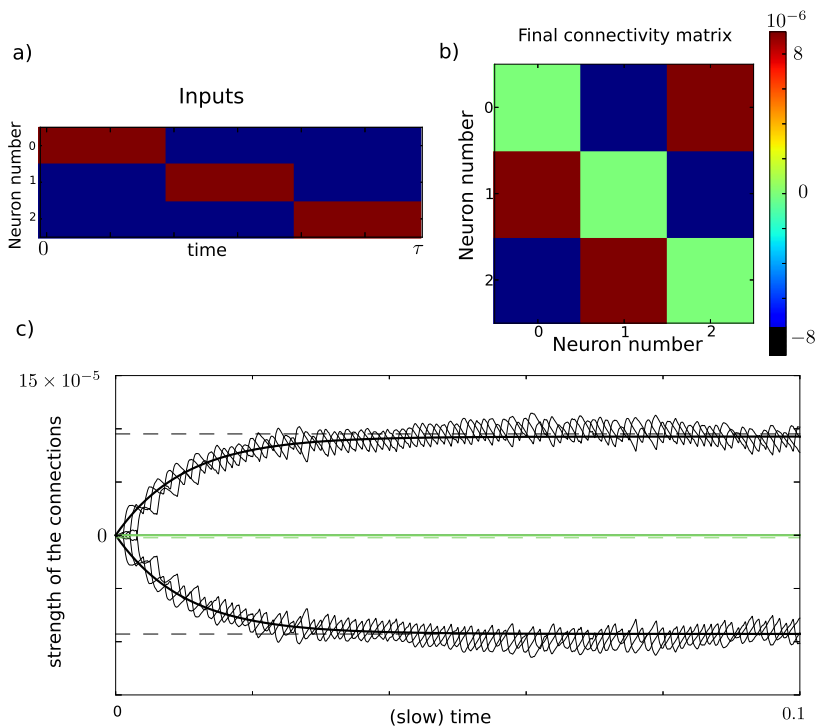 a)
Inputs
Neuron number
0
1
2
0
time
τ
b)
Final connectivity matrix
Neuron number
0
1
2
0
1
2
Neuron number
10^{-6}
8
0
-8
c)
15 × 10^{-5}
0
strength of the connections
0
(slow) time
0.1